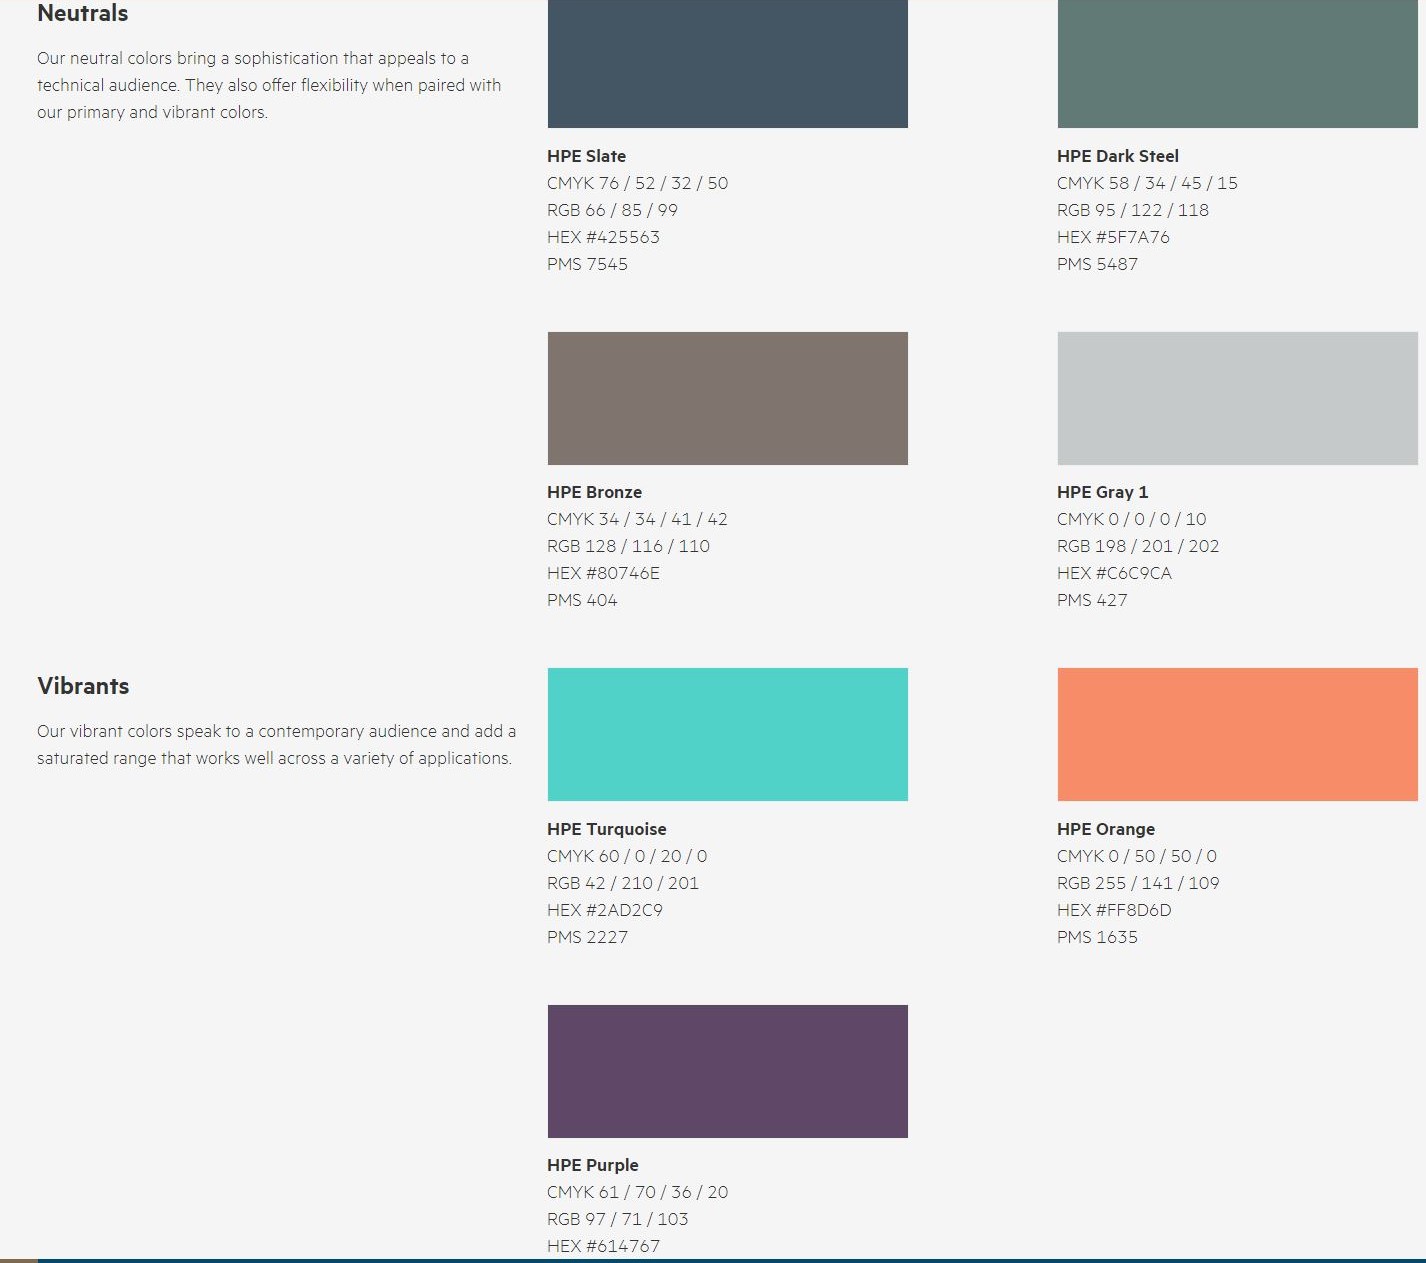 Neutrals
Our neutral colors bring a sophistication that appeals to a
technical audience. They also offer flexibility when paired with
our primary and vibrant colors.
HPE Slate
CMYK 76 / 52 / 32 / 50
RGB 66 / 85 / 99
HEX #425563
PMS 7545
HPE Dark Steel
CMYK 58 / 34 / 45 / 15
RGB 95 / 122 / 118
HEX #5F7A76
PMS 5487
HPE Bronze
CMYK 34 / 34 / 41 / 42
RGB 128 / 116 / 110
HEX #80746E
PMS 404
HPE Gray 1
CMYK 0 / 0 / 0 / 10
RGB 198 / 201 / 202
HEX #C6C9CA
PMS 427
Vibrants
Our vibrant colors speak to a contemporary audience and add a
saturated range that works well across a variety of applications.
HPE Turquoise
CMYK 60 / 0 / 20 / 0
RGB 42 / 210 / 201
HEX #2AD2C9
PMS 2227
HPE Orange
CMYK 0 / 50 / 50 / 0
RGB 255 / 141 / 109
HEX #FF8D6D
PMS 1635
HPE Purple
CMYK 61 / 70 / 36 / 20
RGB 97 / 71 / 103
HEX #614767